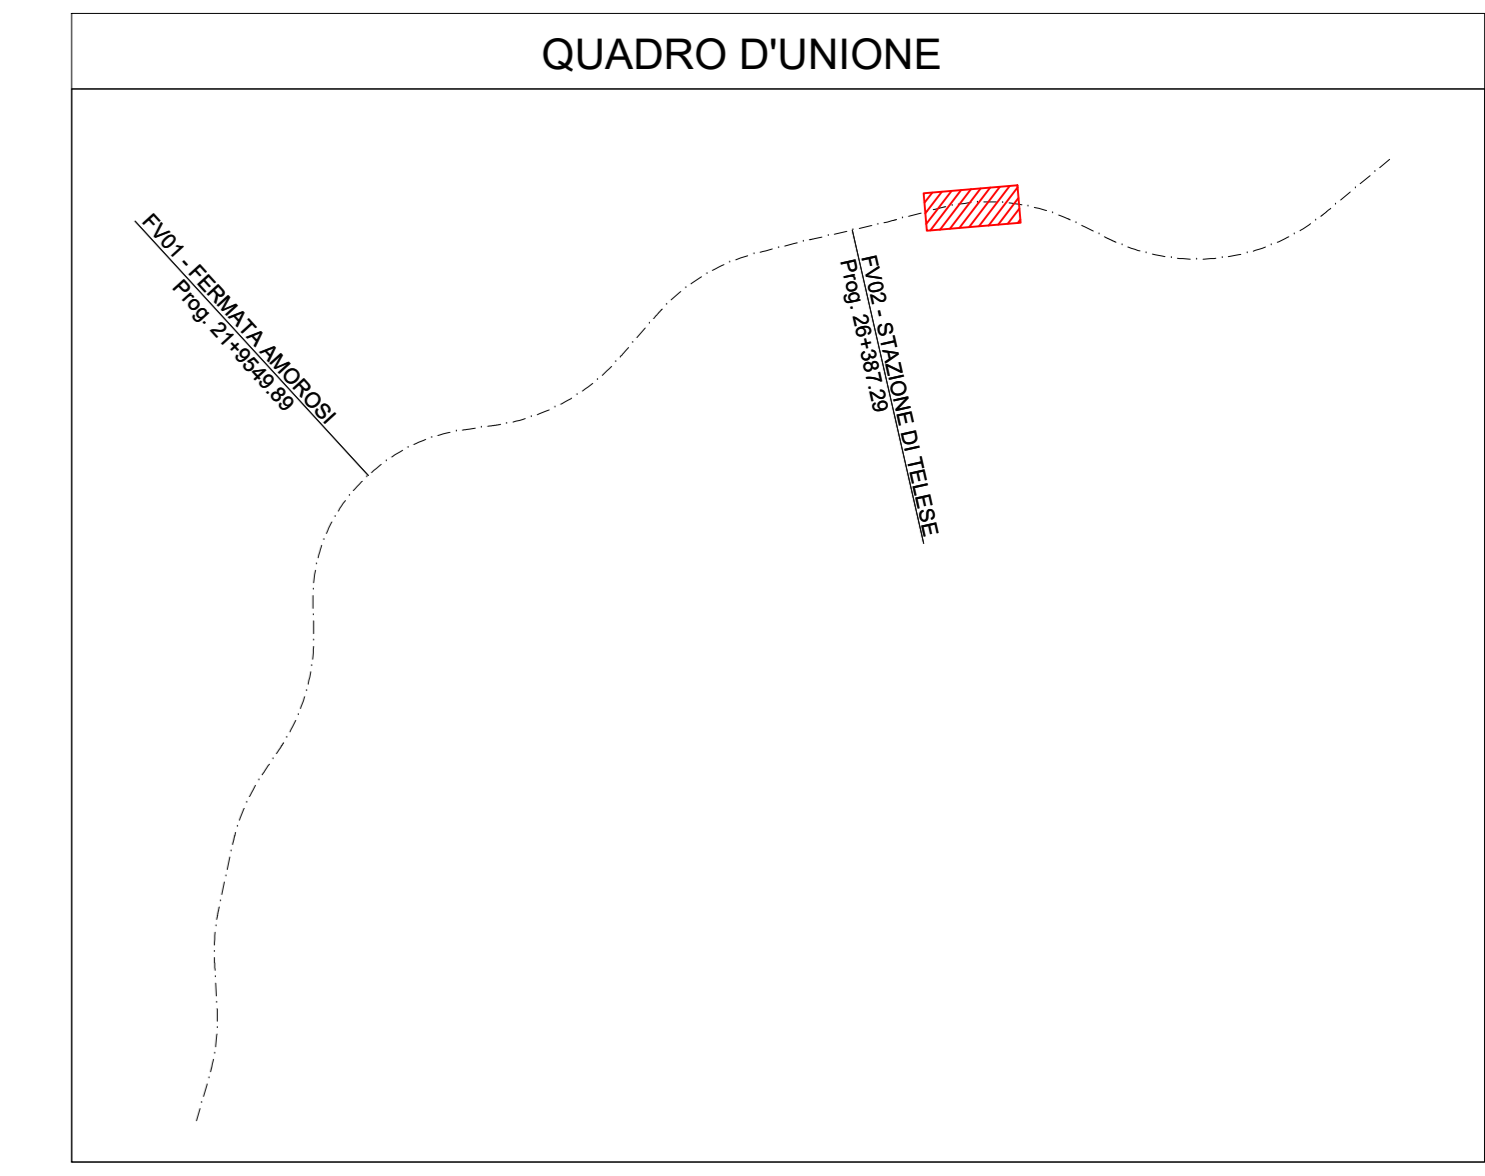 QUADRO D'UNIONE
FV01 - FERMATA AMOROSI
Prog. 21+9549.89
FV02 - STAZIONE DI TELESE
Prog. 26+387.29